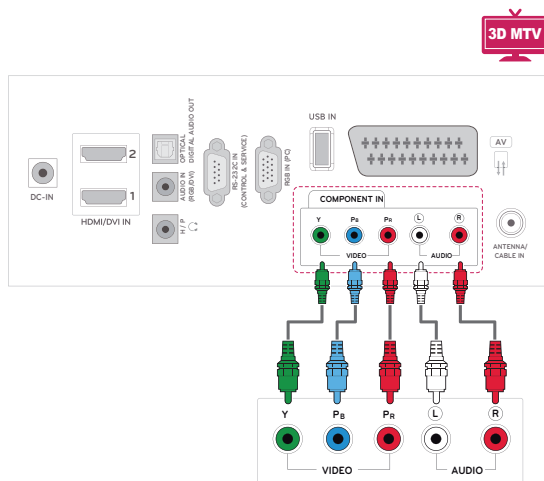 3D MTV
USB IN
AV
2
1
OPTICAL
DIGITAL AUDIO OUT
AUDIO IN
(RGB/DVI)
H / P
RS-232C IN
(CONTROL & SERVICE)
RGB IN (PC)
DC-IN
HDMI/DVI IN
COMPONENT IN
Y PB PR L R
VIDEO AUDIO
ANTENNA/
CABLE IN
Y PB PR L R
VIDEO AUDIO